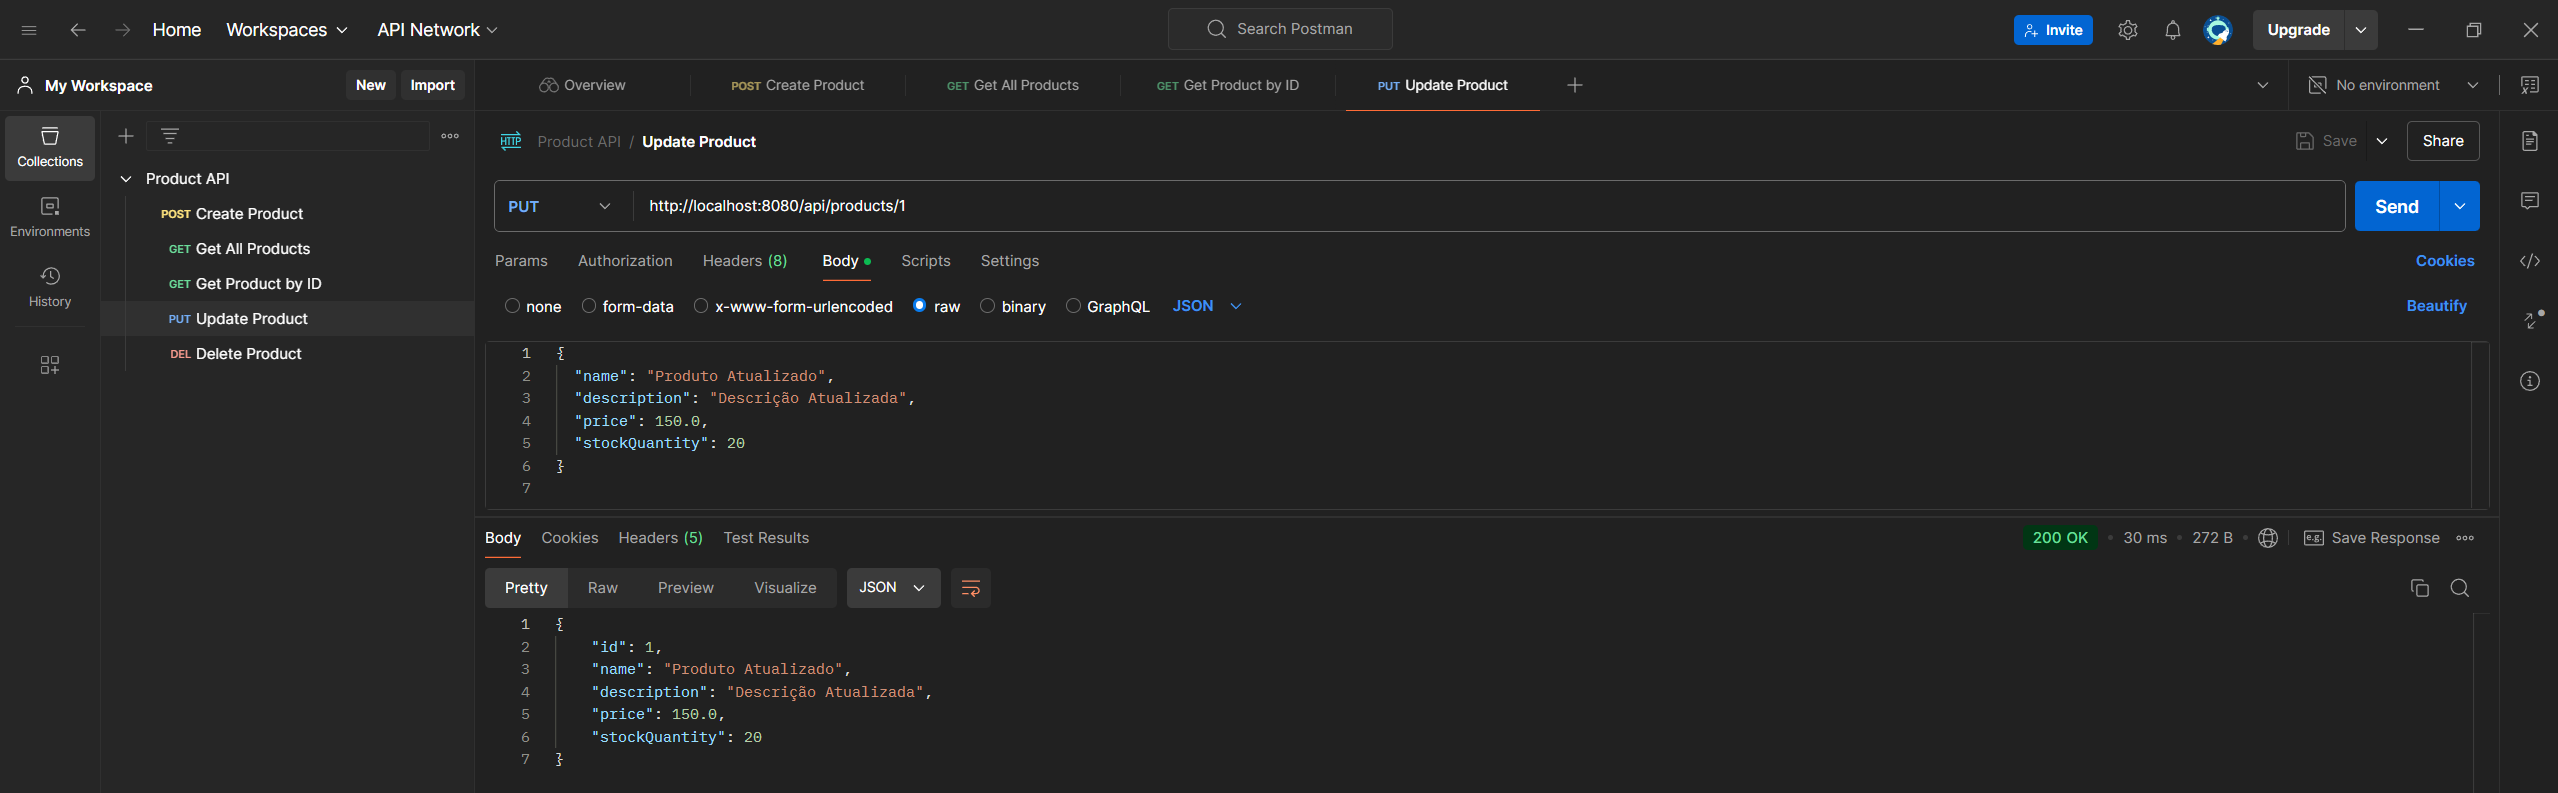 Home Workspaces API Network Search Postman Invite Upgrade
My Workspace New Import Overview POST Create Product GET Get All Products GET Get Product by ID PUT Update Product No environment
Collections
Environments
History
Product API
POST Create Product
GET Get All Products
GET Get Product by ID
PUT Update Product
DEL Delete Product
HTTP Product API / Update Product Save Share
PUT http://localhost:8080/api/products/1 Send
Params Authorization Headers (8) Body Scripts Settings Cookies
none form-data x-www-form-urlencoded raw binary GraphQL JSON Beautify
1 {
2 "name": "Produto Atualizado",
3 "description": "Descrição Atualizada",
4 "price": 150.0,
5 "stockQuantity": 20
6 }
7
Body Cookies Headers (5) Test Results 200 OK • 30 ms • 272 B • e.g. Save Response
Pretty Raw Preview Visualize JSON
1 {
2 "id": 1,
3 "name": "Produto Atualizado",
4 "description": "Descrição Atualizada",
5 "price": 150.0,
6 "stockQuantity": 20
7 }